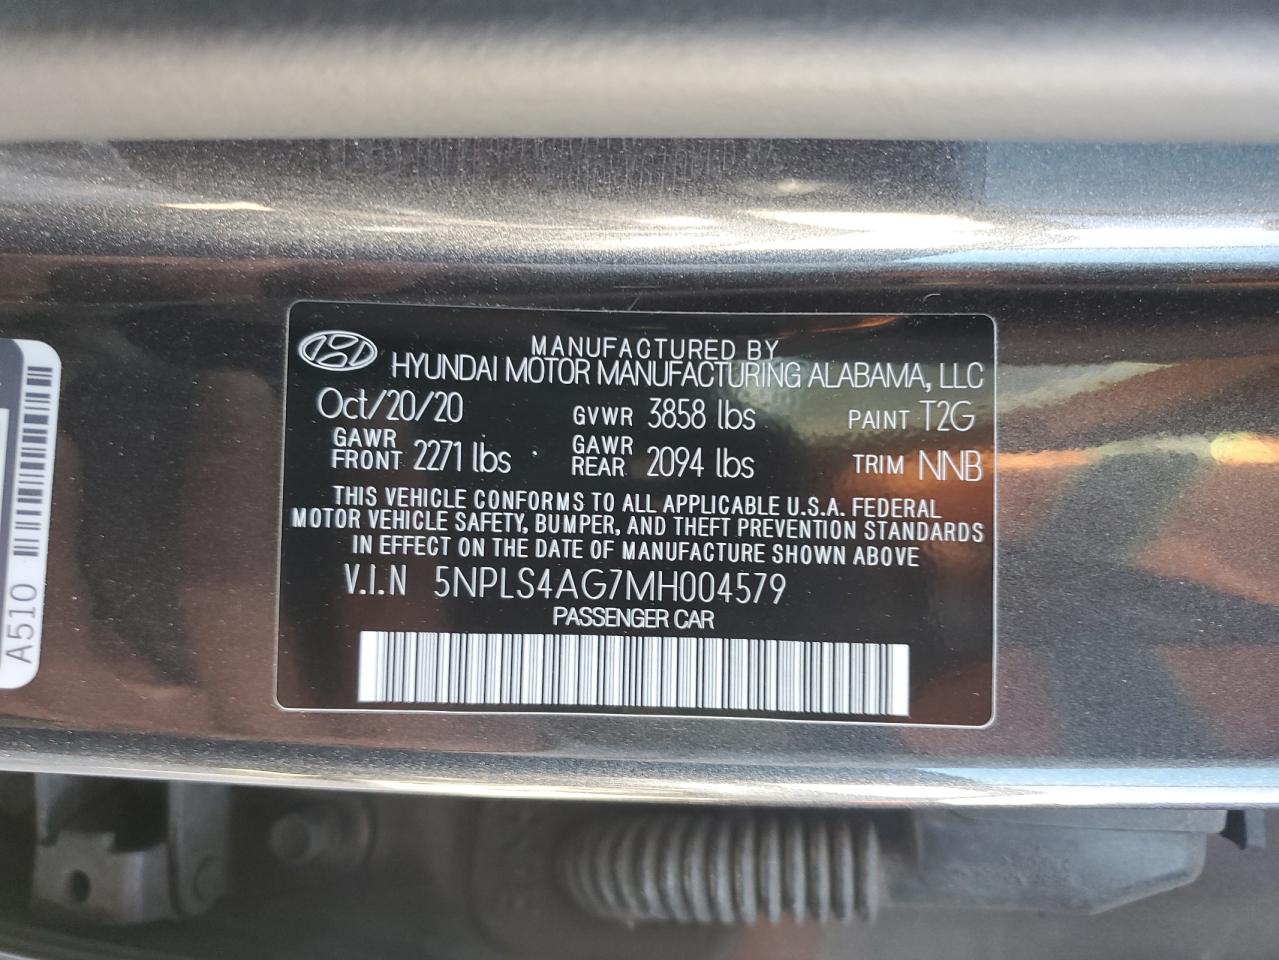 MANUFACTURED BY
HYUNDAI MOTOR MANUFACTURING ALABAMA, LLC
Oct/20/20 GVWR 3858 lbs PAINT T2G
GAWR FRONT 2271 lbs GAWR REAR 2094 lbs TRIM NNB
THIS VEHICLE CONFORMS TO ALL APPLICABLE U.S.A. FEDERAL
MOTOR VEHICLE SAFETY, BUMPER, AND THEFT PREVENTION STANDARDS
IN EFFECT ON THE DATE OF MANUFACTURE SHOWN ABOVE
V.I.N 5NPLS4AG7MH004579
PASSENGER CAR
A510